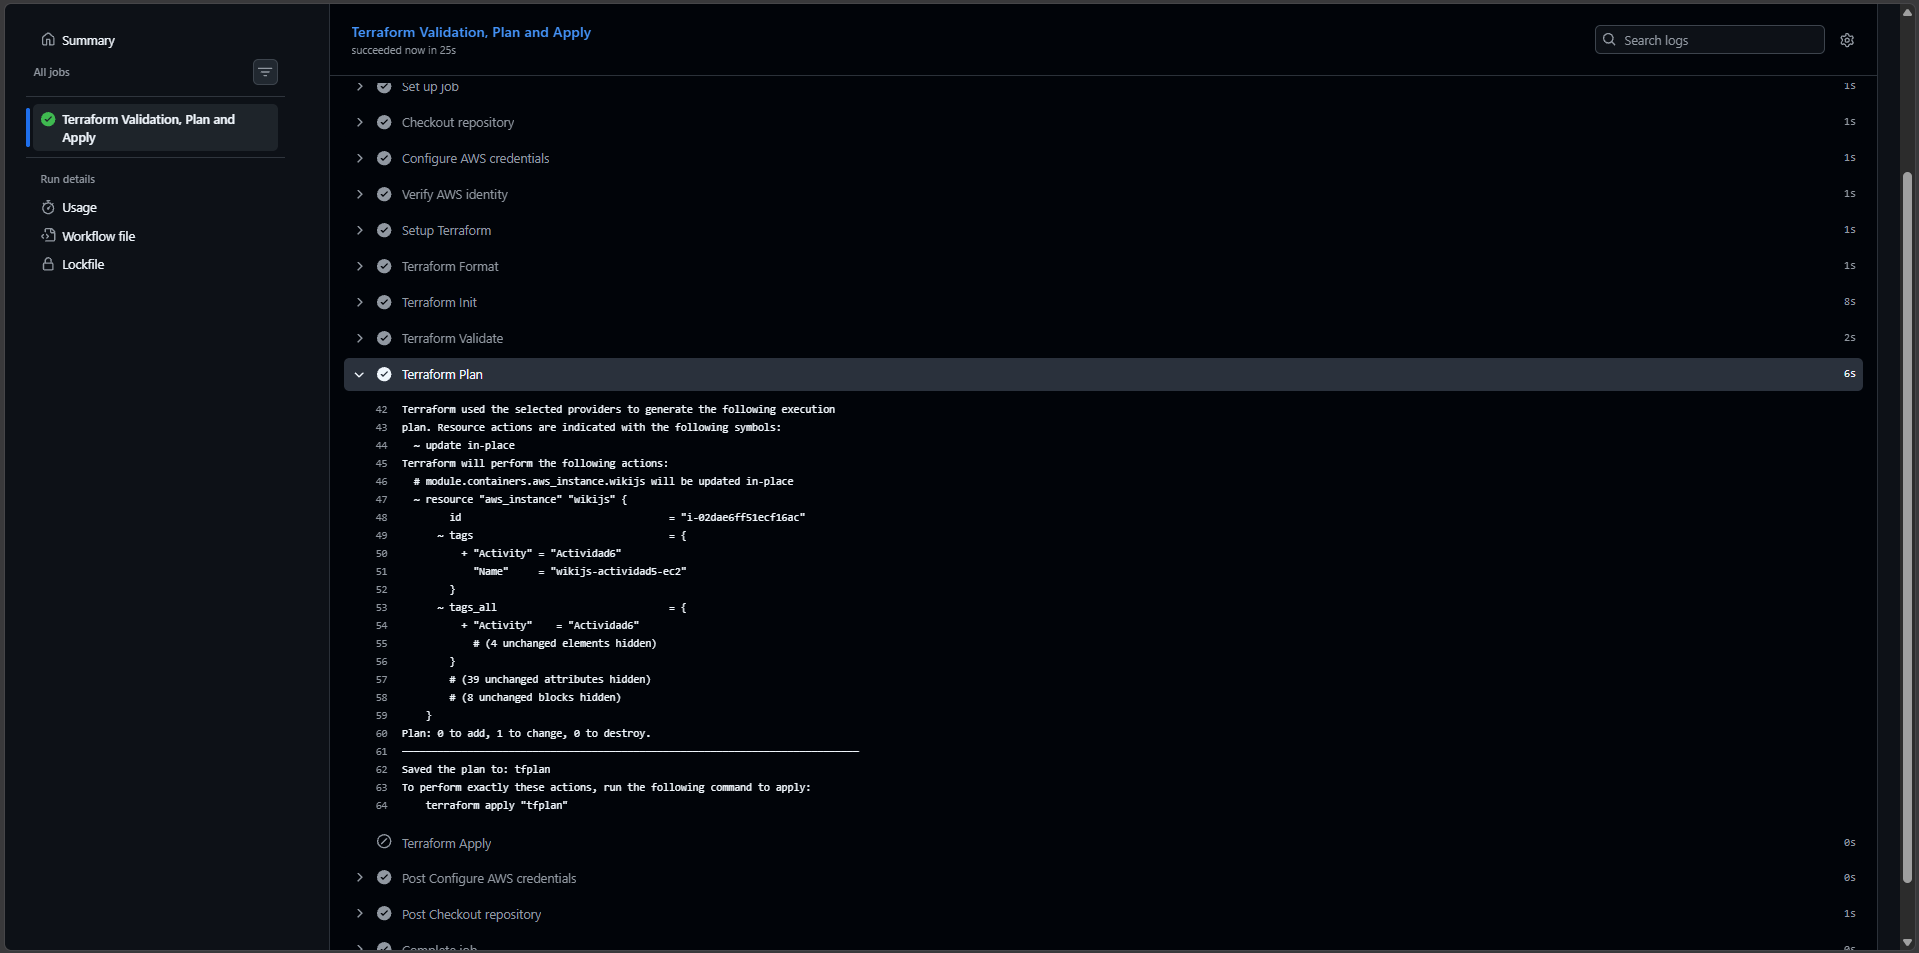 Summary
All jobs
Terraform Validation, Plan and
Apply
Run details
Usage
Workflow file
Lockfile
Terraform Validation, Plan and Apply
succeeded now in 25s
Search logs
Set up job 1s
Checkout repository 1s
Configure AWS credentials 1s
Verify AWS identity 1s
Setup Terraform 1s
Terraform Format 1s
Terraform Init 8s
Terraform Validate 2s
Terraform Plan 6s
42 Terraform used the selected providers to generate the following execution
43 plan. Resource actions are indicated with the following symbols:
44   ~ update in-place
45 Terraform will perform the following actions:
46   # module.containers.aws_instance.wikijs will be updated in-place
47   ~ resource "aws_instance" "wikijs" {
48         id                                   = "i-02dae6ff51ecf16ac"
49       ~ tags                                 = {
50           + "Activity" = "Actividad6"
51             "Name"     = "wikijs-actividad5-ec2"
52         }
53       ~ tags_all                             = {
54           + "Activity"    = "Actividad6"
55             # (4 unchanged elements hidden)
56         }
57         # (39 unchanged attributes hidden)
58         # (8 unchanged blocks hidden)
59     }
60 Plan: 0 to add, 1 to change, 0 to destroy.
61 ─────────────────────────────────────────────────────────────────────────────
62 Saved the plan to: tfplan
63 To perform exactly these actions, run the following command to apply:
64     terraform apply "tfplan"
Terraform Apply 0s
Post Configure AWS credentials 0s
Post Checkout repository 1s
Complete job 0s